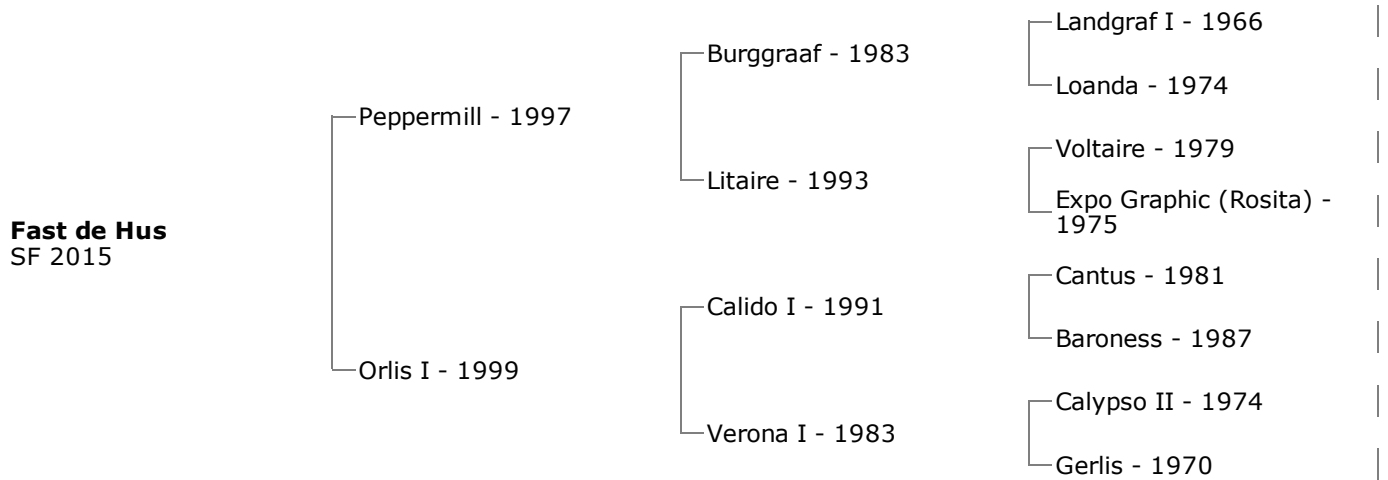 Landgraf I - 1966
Burggraaf - 1983
Loanda - 1974
Peppermill - 1997
Voltaire - 1979
Litaire - 1993
Expo Graphic (Rosita) -
1975
Fast de Hus
SF 2015
Cantus - 1981
Calido I - 1991
Baroness - 1987
Orlis I - 1999
Calypso II - 1974
Verona I - 1983
Gerlis - 1970